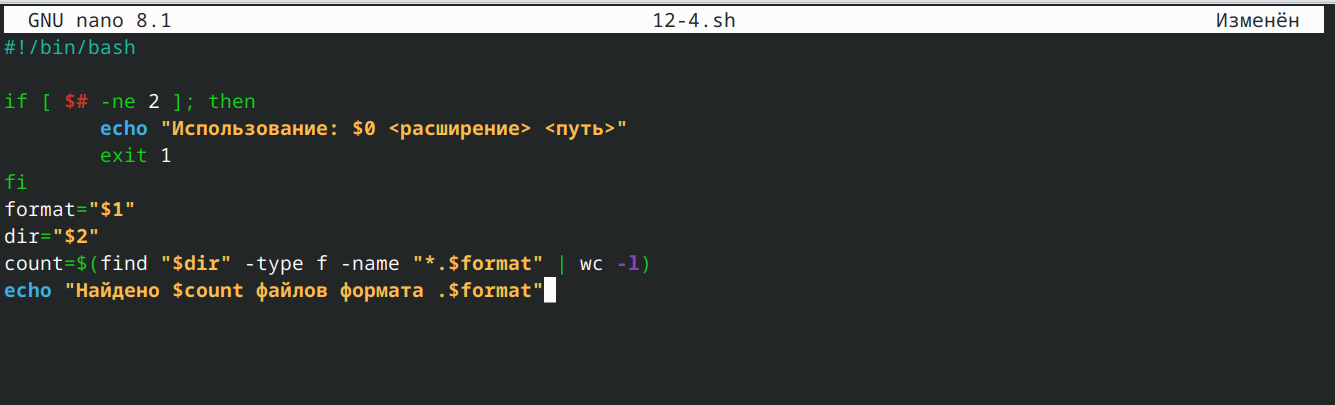 GNU nano 8.1 12-4.sh Изменён
#!/bin/bash
if [ $# -ne 2 ]; then
echo "Использование: $0 <расширение> <путь>"
exit 1
fi
format="$1"
dir="$2"
count=$(find "$dir" -type f -name "*.$format" | wc -l)
echo "Найдено $count файлов формата .$format"